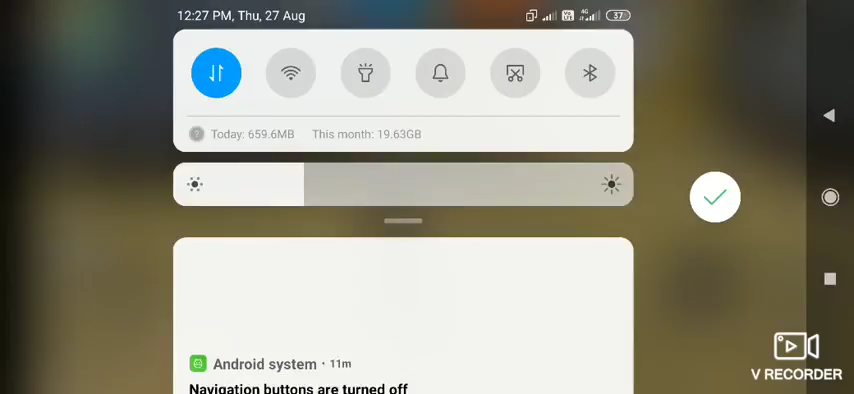 12:27 PM, Thu, 27 Aug
4G
37
Today: 659.6MB This month: 19.63GB
Android system · 11m
Navigation buttons are turned off
V RECORDER